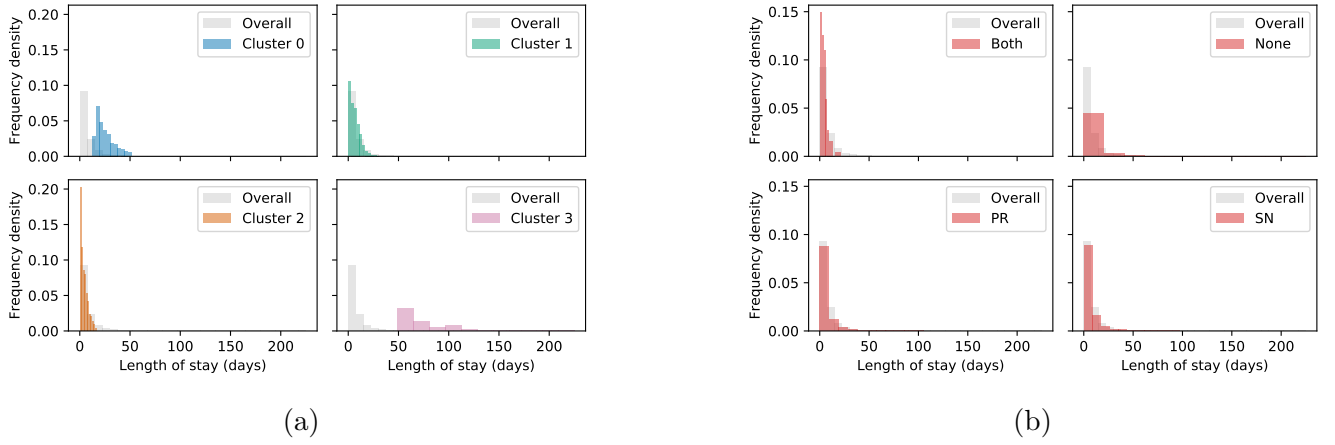 0.20
0.15
0.10
0.05
0.00
Frequency density
Overall
Cluster 0
Overall
Cluster 1
0.20
0.15
0.10
0.05
0.00
Frequency density
0
50
100
150
200
Length of stay (days)
Overall
Cluster 2
0
50
100
150
200
Length of stay (days)
Overall
Cluster 3
(a)
0.15
0.10
0.05
0.00
Frequency density
Overall
Both
Overall
None
0.15
0.10
0.05
0.00
Frequency density
0
50
100
150
200
Length of stay (days)
Overall
PR
0
50
100
150
200
Length of stay (days)
Overall
SN
(b)